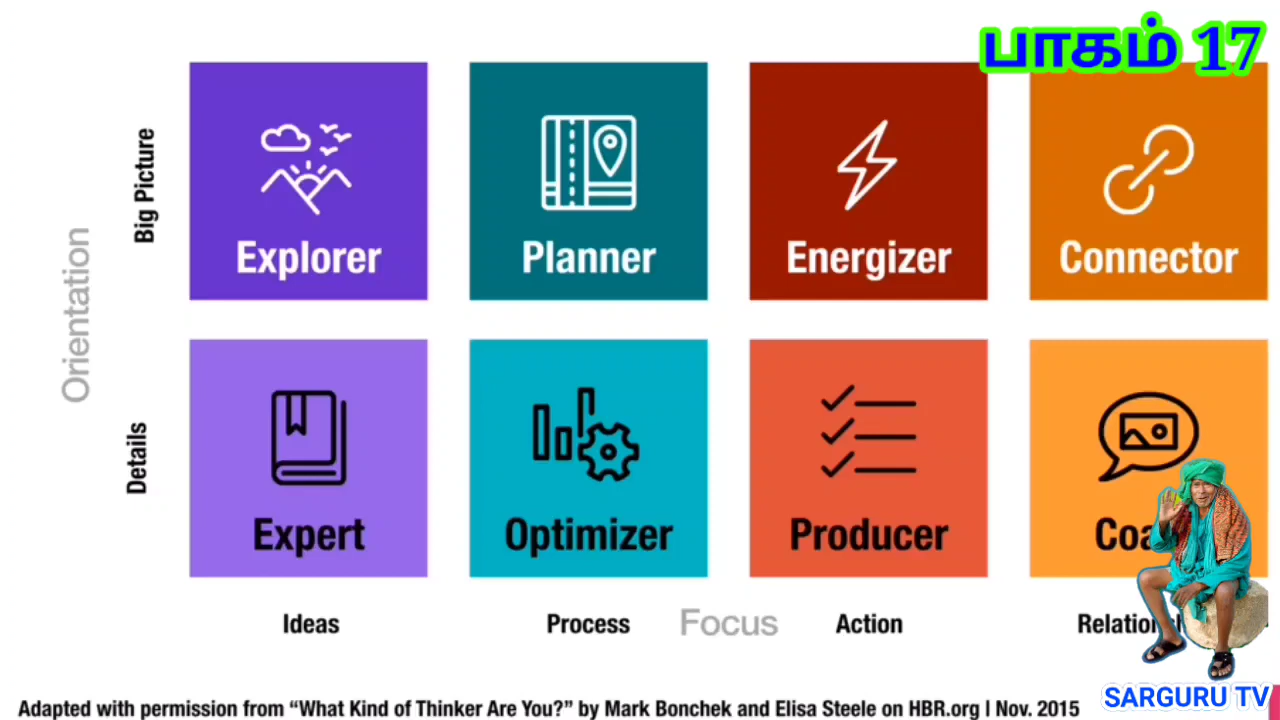 பாகம் 17
Orientation
Big Picture
Explorer
Planner
Energizer
Connector
Details
Expert
Optimizer
Producer
Ideas
Process
Focus
Action
Adapted with permission from “What Kind of Thinker Are You?” by Mark Bonchek and Elisa Steele on HBR.org | Nov. 2015
SARGURU TV